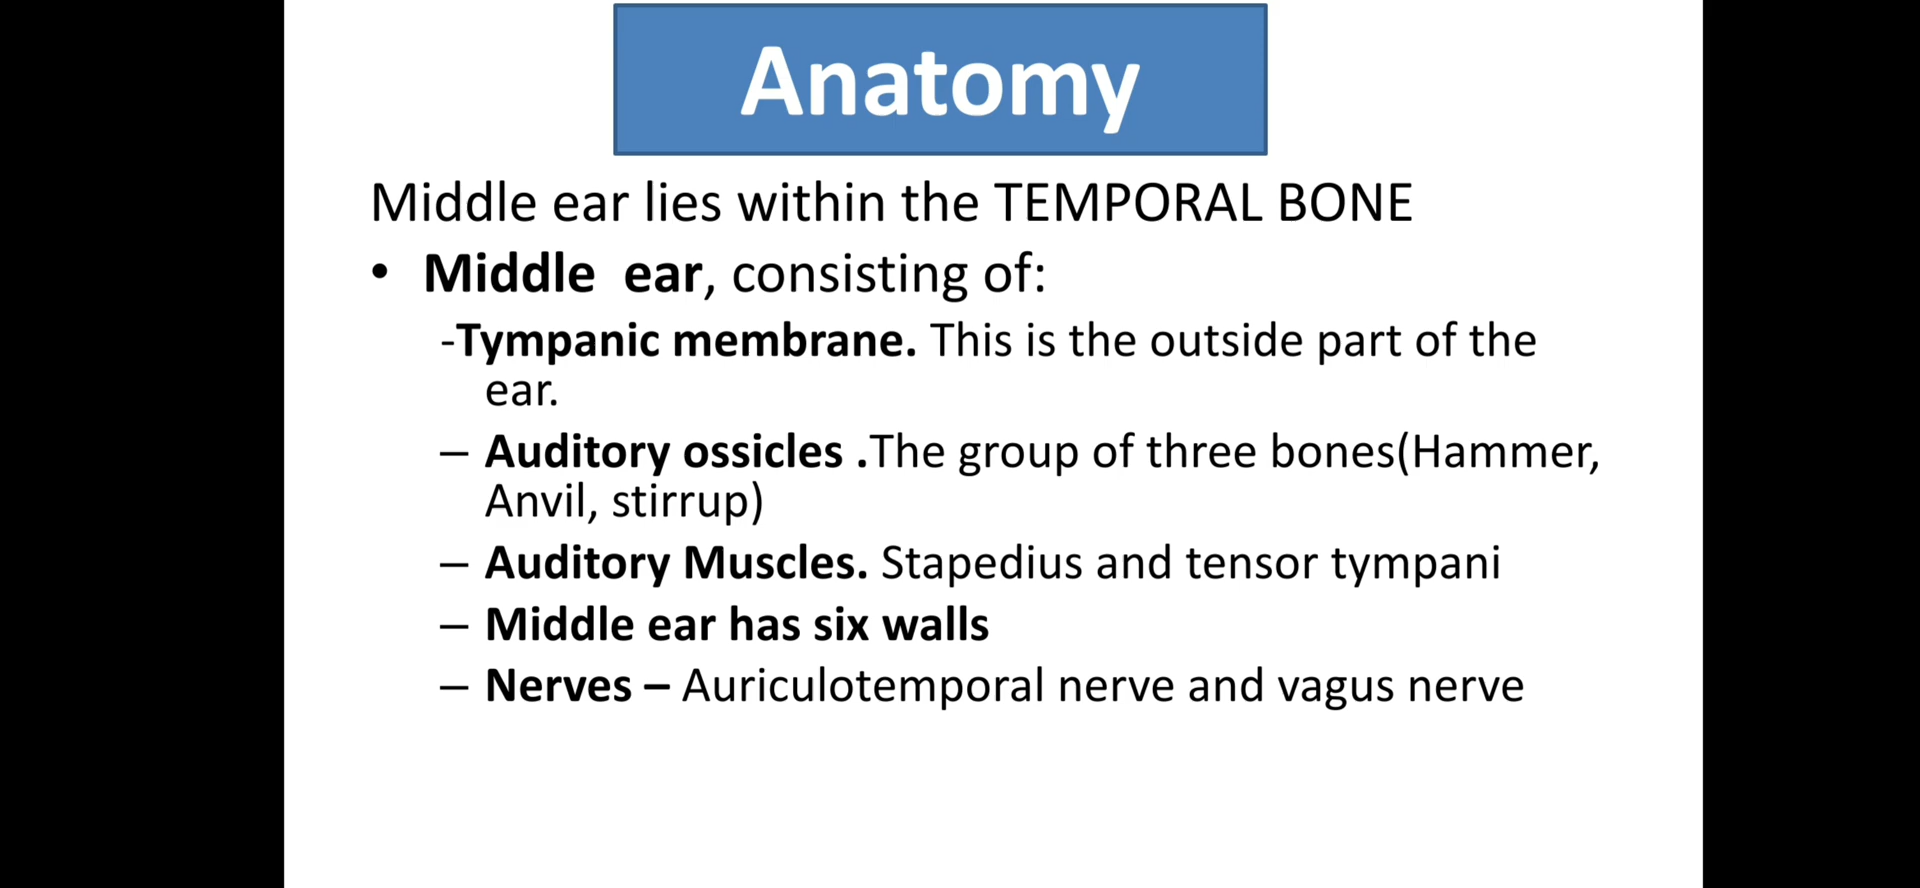 Anatomy
Middle ear lies within the TEMPORAL BONE
• Middle  ear, consisting of:
-Tympanic membrane. This is the outside part of the
ear.
– Auditory ossicles .The group of three bones(Hammer,
Anvil, stirrup)
– Auditory Muscles. Stapedius and tensor tympani
– Middle ear has six walls
– Nerves – Auriculotemporal nerve and vagus nerve